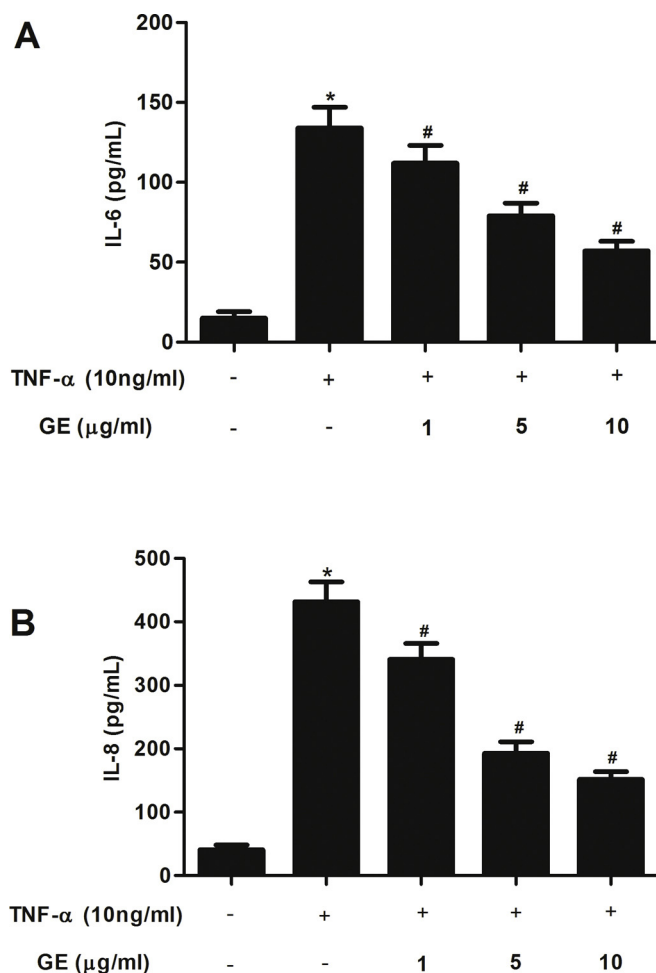 A
200
150
100
50
0
IL-6 (pg/mL)
*
#
#
#
TNF-α (10ng/ml) - + + + +
GE (μg/ml) - - 1 5 10
B
500
400
300
200
100
0
IL-8 (pg/mL)
*
#
#
#
TNF-α (10ng/ml) - + + + +
GE (μg/ml) - - 1 5 10